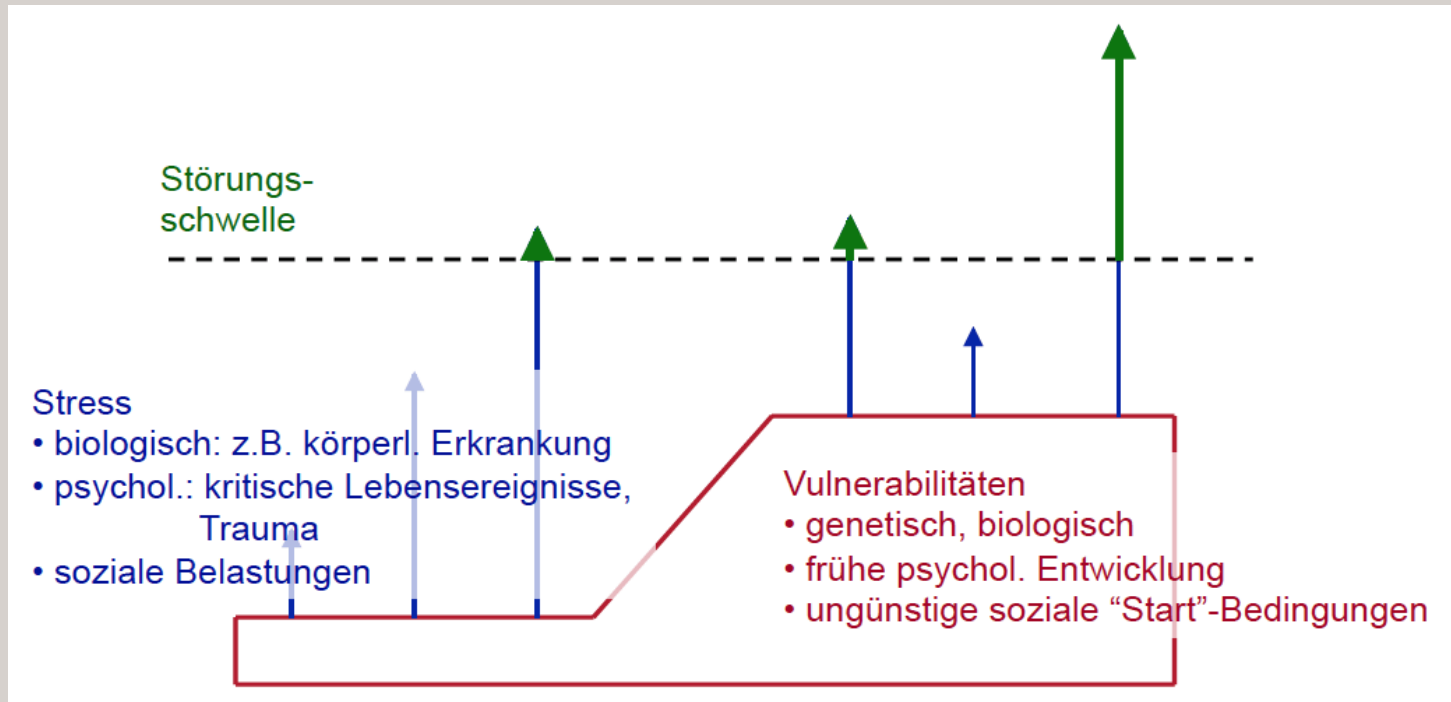 Störungs-
schwelle
Stress
• biologisch: z.B. körperl. Erkrankung
• psychol.: kritische Lebensereignisse,
Trauma
• soziale Belastungen
Vulnerabilitäten
• genetisch, biologisch
• frühe psychol. Entwicklung
• ungünstige soziale “Start”-Bedingungen